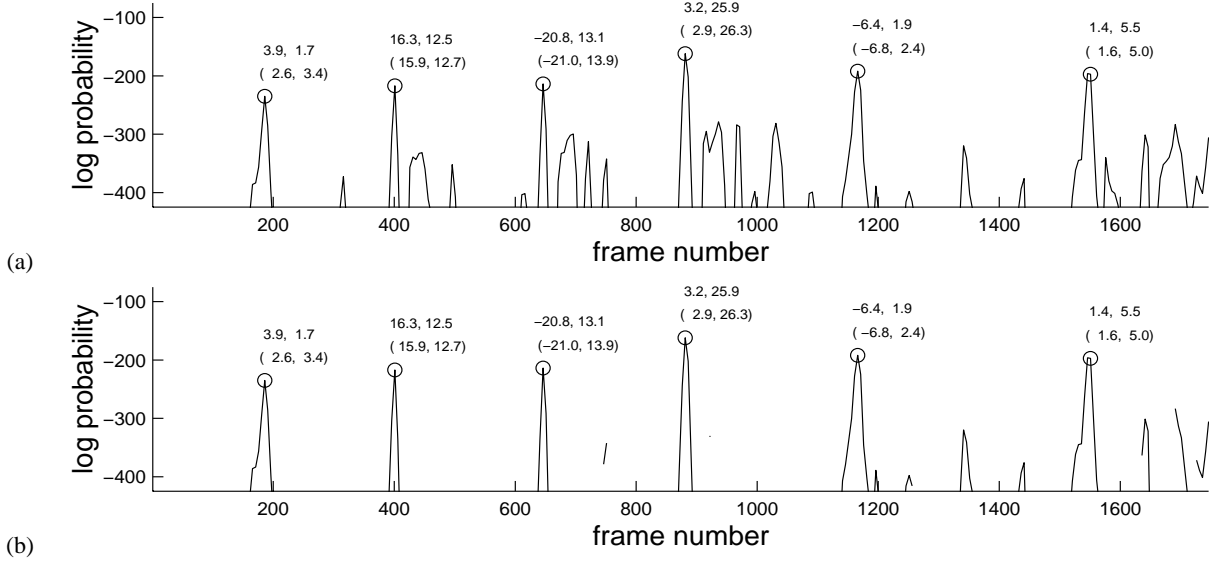 3.2, 25.9
( 2.9, 26.3)
−6.4, 1.9
(−6.8, 2.4)
1.4, 5.5
( 1.6, 5.0)
3.9, 1.7
( 2.6, 3.4)
16.3, 12.5
( 15.9, 12.7)
−20.8, 13.1
(−21.0, 13.9)
log probability
−100
−200
−300
−400
200 400 600 800 1000 1200 1400 1600
frame number
(a)
3.2, 25.9
( 2.9, 26.3)
−6.4, 1.9
(−6.8, 2.4)
1.4, 5.5
( 1.6, 5.0)
3.9, 1.7
( 2.6, 3.4)
16.3, 12.5
( 15.9, 12.7)
−20.8, 13.1
(−21.0, 13.9)
log probability
−100
−200
−300
−400
200 400 600 800 1000 1200 1400 1600
frame number
(b)